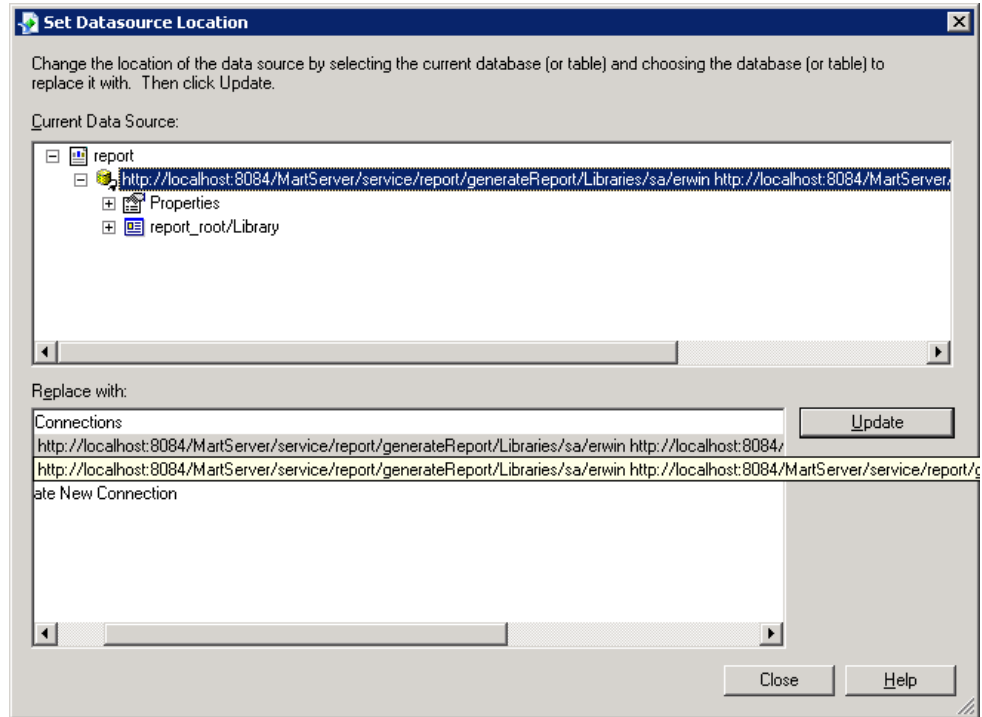 Set Datasource Location
Change the location of the data source by selecting the current database (or table) and choosing the database (or table) to
replace it with. Then click Update.
Current Data Source:
report
http://localhost:8084/MartServer/service/report/generateReport/Libraries/sa/erwin http://localhost:8084/MartServer/
Properties
report_root/Library
Replace with:
Connections
http://localhost:8084/MartServer/service/report/generateReport/Libraries/sa/erwin http://localhost:8084/
Update
http://localhost:8084/MartServer/service/report/generateReport/Libraries/sa/erwin http://localhost:8084/MartServer/service/report/g
ate New Connection
Close
Help